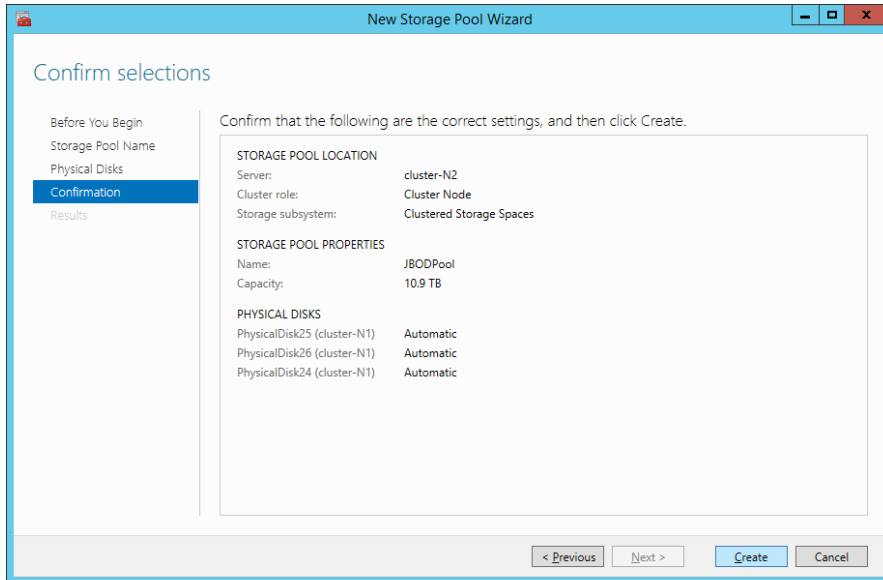 New Storage Pool Wizard
Confirm selections
Before You Begin
Storage Pool Name
Physical Disks
Confirmation
Results
Confirm that the following are the correct settings, and then click Create.
STORAGE POOL LOCATION
Server: cluster-N2
Cluster role: Cluster Node
Storage subsystem: Clustered Storage Spaces
STORAGE POOL PROPERTIES
Name: JBODPool
Capacity: 10.9 TB
PHYSICAL DISKS
PhysicalDisk25 (cluster-N1) Automatic
PhysicalDisk26 (cluster-N1) Automatic
PhysicalDisk24 (cluster-N1) Automatic
< Previous Next > Create Cancel